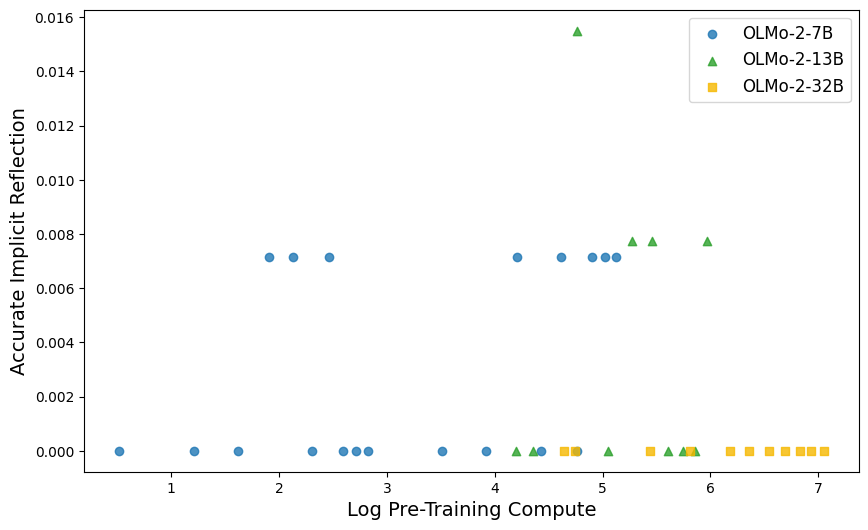 0.016
0.014
0.012
0.010
0.008
0.006
0.004
0.002
0.000
Accurate Implicit Reflection
1 2 3 4 5 6 7
Log Pre-Training Compute
OLMo-2-7B
OLMo-2-13B
OLMo-2-32B